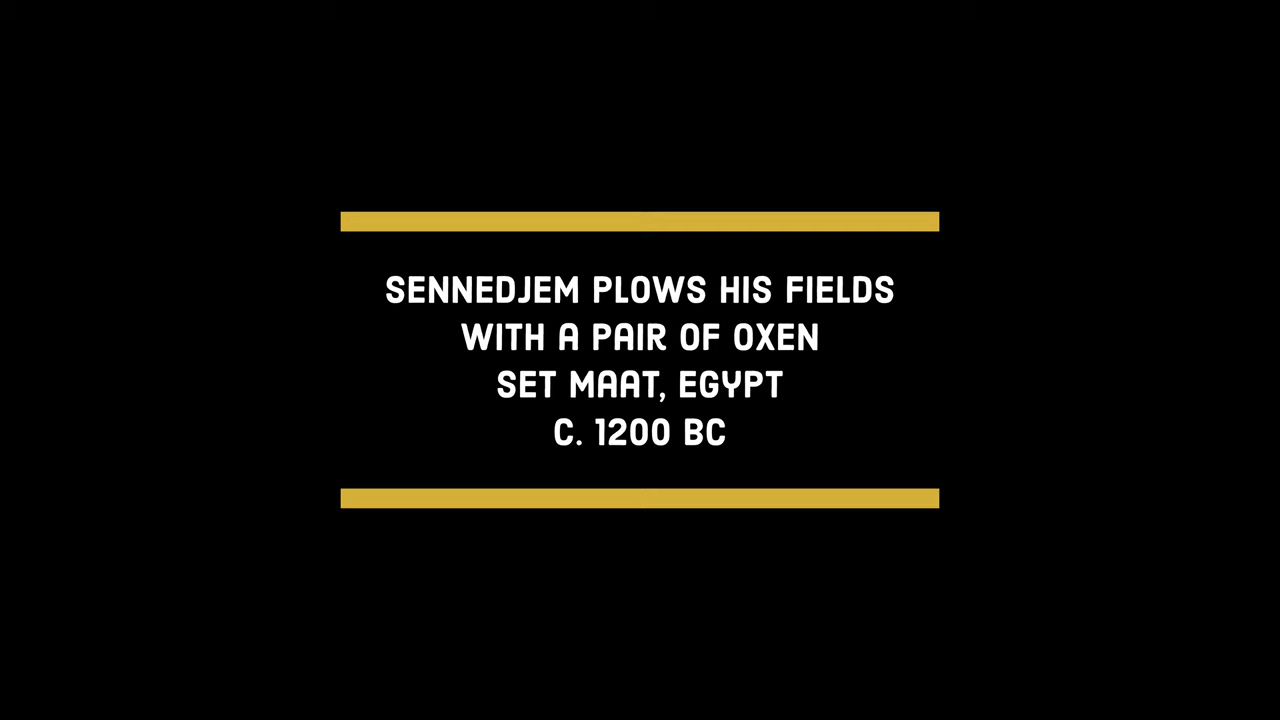 SENNEDJEM PLOWS HIS FIELDS
WITH A PAIR OF OXEN
SET MAAT, EGYPT
C. 1200 BC